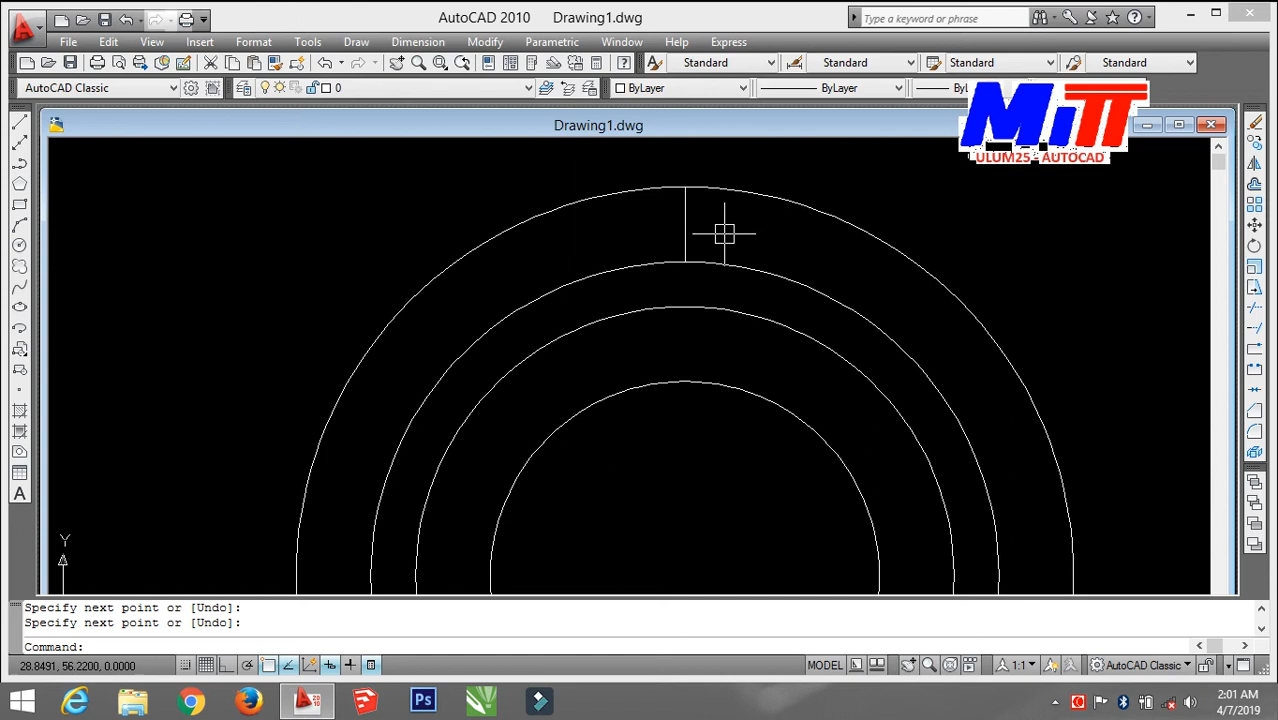 AutoCAD 2010 Drawing1.dwg
Type a keyword or phrase
File Edit View Insert Format Tools Draw Dimension Modify Parametric Window Help Express
Standard Standard Standard Standard
AutoCAD Classic 0 ByLayer ByLayer ByL
MiTT
ULUM25 - AUTOCAD
Drawing1.dwg
Y
Specify next point or [Undo]:
Specify next point or [Undo]:
Command:
28.8491, 56.2200, 0.0000 MODEL 1:1 AutoCAD Classic
2:01 AM
4/7/2019